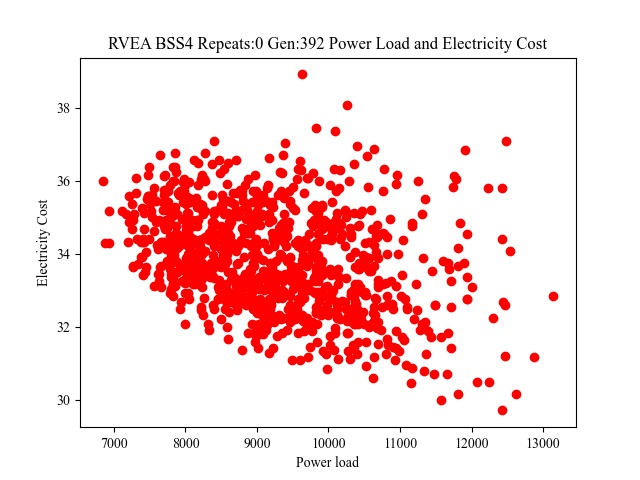 RVEA BSS4 Repeats:0 Gen:392 Power Load and Electricity Cost
38
36
34
32
30
Electricity Cost
7000 8000 9000 10000 11000 12000 13000
Power load